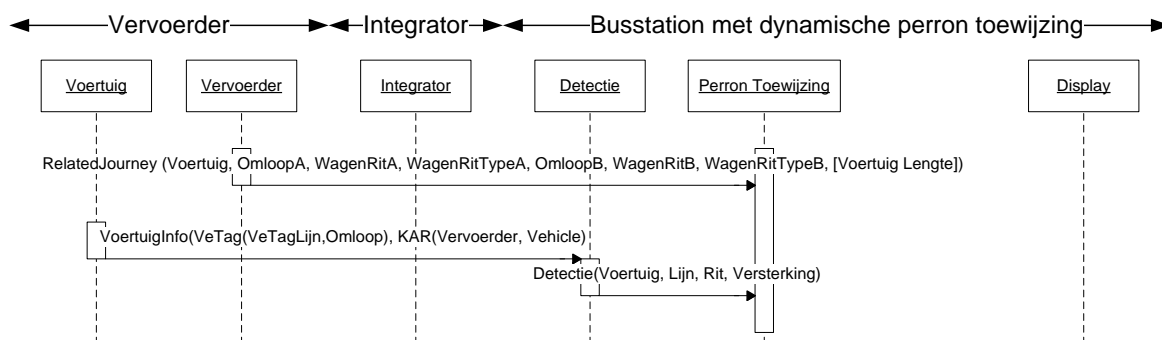 Vervoerder Integrator Busstation met dynamische perron toewijzing
Voertuig Vervoerder Integrator Detectie Perron Toewijzing Display
RelatedJourney (Voertuig, OmloopA, WagenRitA, WagenRitTypeA, OmloopB, WagenRitB, WagenRitTypeB, [Voertuig Lengte])
VoertuigInfo(VeTag(VeTagLijn,Omloop), KAR(Vervoerder, Vehicle)
Detectie(Voertuig, Lijn, Rit, Versterking)